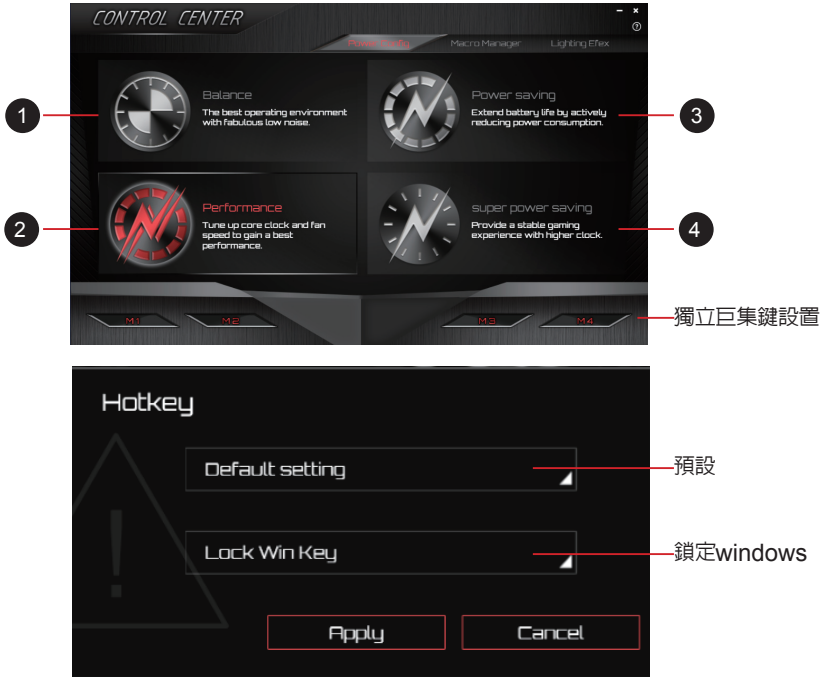 CONTROL CENTER
Power Config Macro Manager Lighting Efex
1
Balance
The best operating environment
with fabulous low noise.
Power saving
Extend battery life by actively
reducing power consumption.
3
2
Performance
Tune up core clock and fan
speed to gain a best
performance.
super power saving
Provide a stable gaming
experience with higher clock.
4
M1 M2 M3 M4
獨立巨集鍵設置
Hotkey
Default setting
預設
Lock Win Key
鎖定windows
Apply Cancel